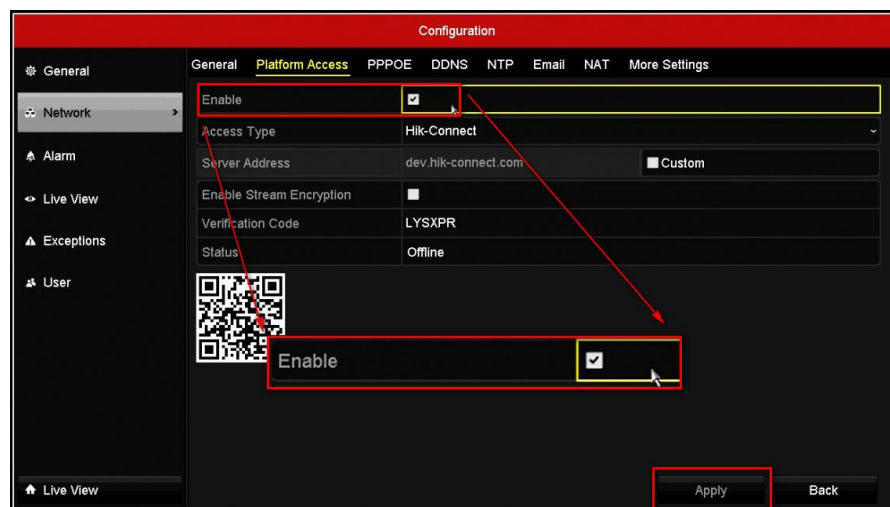 Configuration
General
Network
Alarm
Live View
Exceptions
User
General Platform Access PPPOE DDNS NTP Email NAT More Settings
Enable
Access Type Hik-Connect
Server Address dev.hik-connect.com Custom
Enable Stream Encryption
Verification Code LYSXPR
Status Offline
Enable
Live View
Apply Back